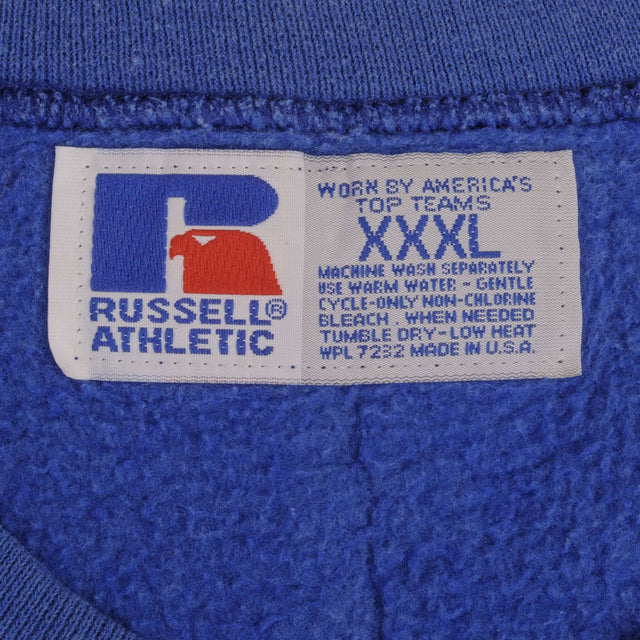 RUSSELL®
ATHLETIC
WORN BY AMERICA'S
TOP TEAMS
XXXL
MACHINE WASH SEPARATELY
USE WARM WATER - GENTLE
CYCLE-ONLY NON-CHLORINE
BLEACH, WHEN NEEDED
TUMBLE DRY-LOW HEAT
WPL 7232 MADE IN U.S.A.